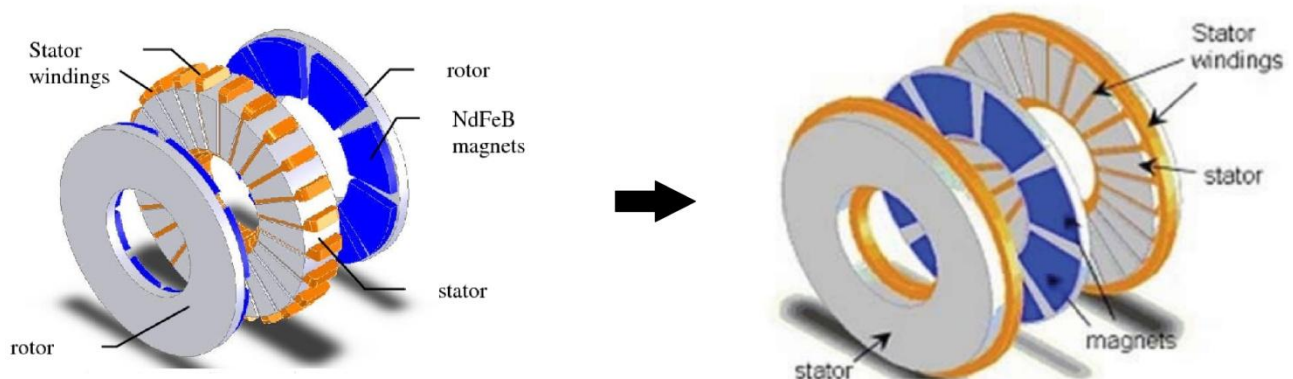 Stator
windings
rotor
NdFeB
magnets
stator
rotor
Stator
windings
stator
magnets
stator